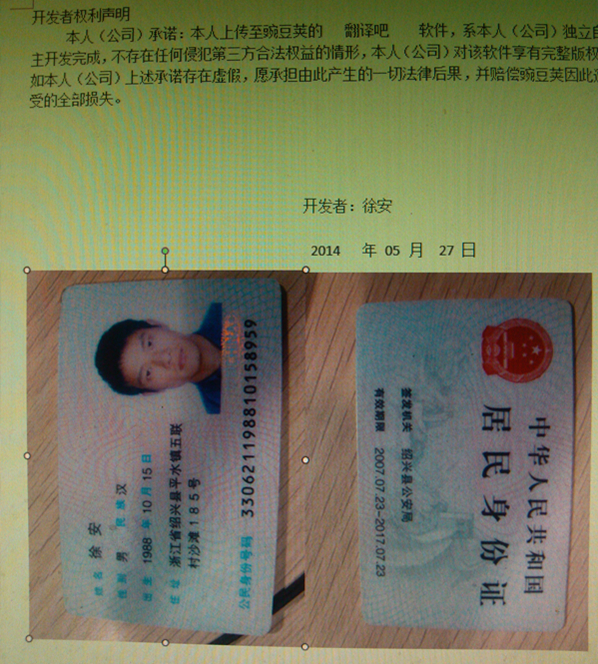 开发者权利声明
本人（公司）承诺：本人上传至豌豆荚的 翻译吧 软件，系本人（公司）独立自
主开发完成，不存在任何侵犯第三方合法权益的情形，本人（公司）对该软件享有完整版权
如本人（公司）上述承诺存在虚假，愿承担由此产生的一切法律后果，并赔偿豌豆荚因此
受的全部损失。
开发者：徐安
2014 年 05 月 27 日
姓名 徐安
性别 男 民族 汉
出生 1988 年 10 月 15 日
住址 浙江省绍兴县平水镇五联
村沙滩185号
公民身份号码 330621198810158959
中华人民共和国
居民身份证
签发机关 绍兴县公安局
有效期限 2007.07.23-2017.07.23